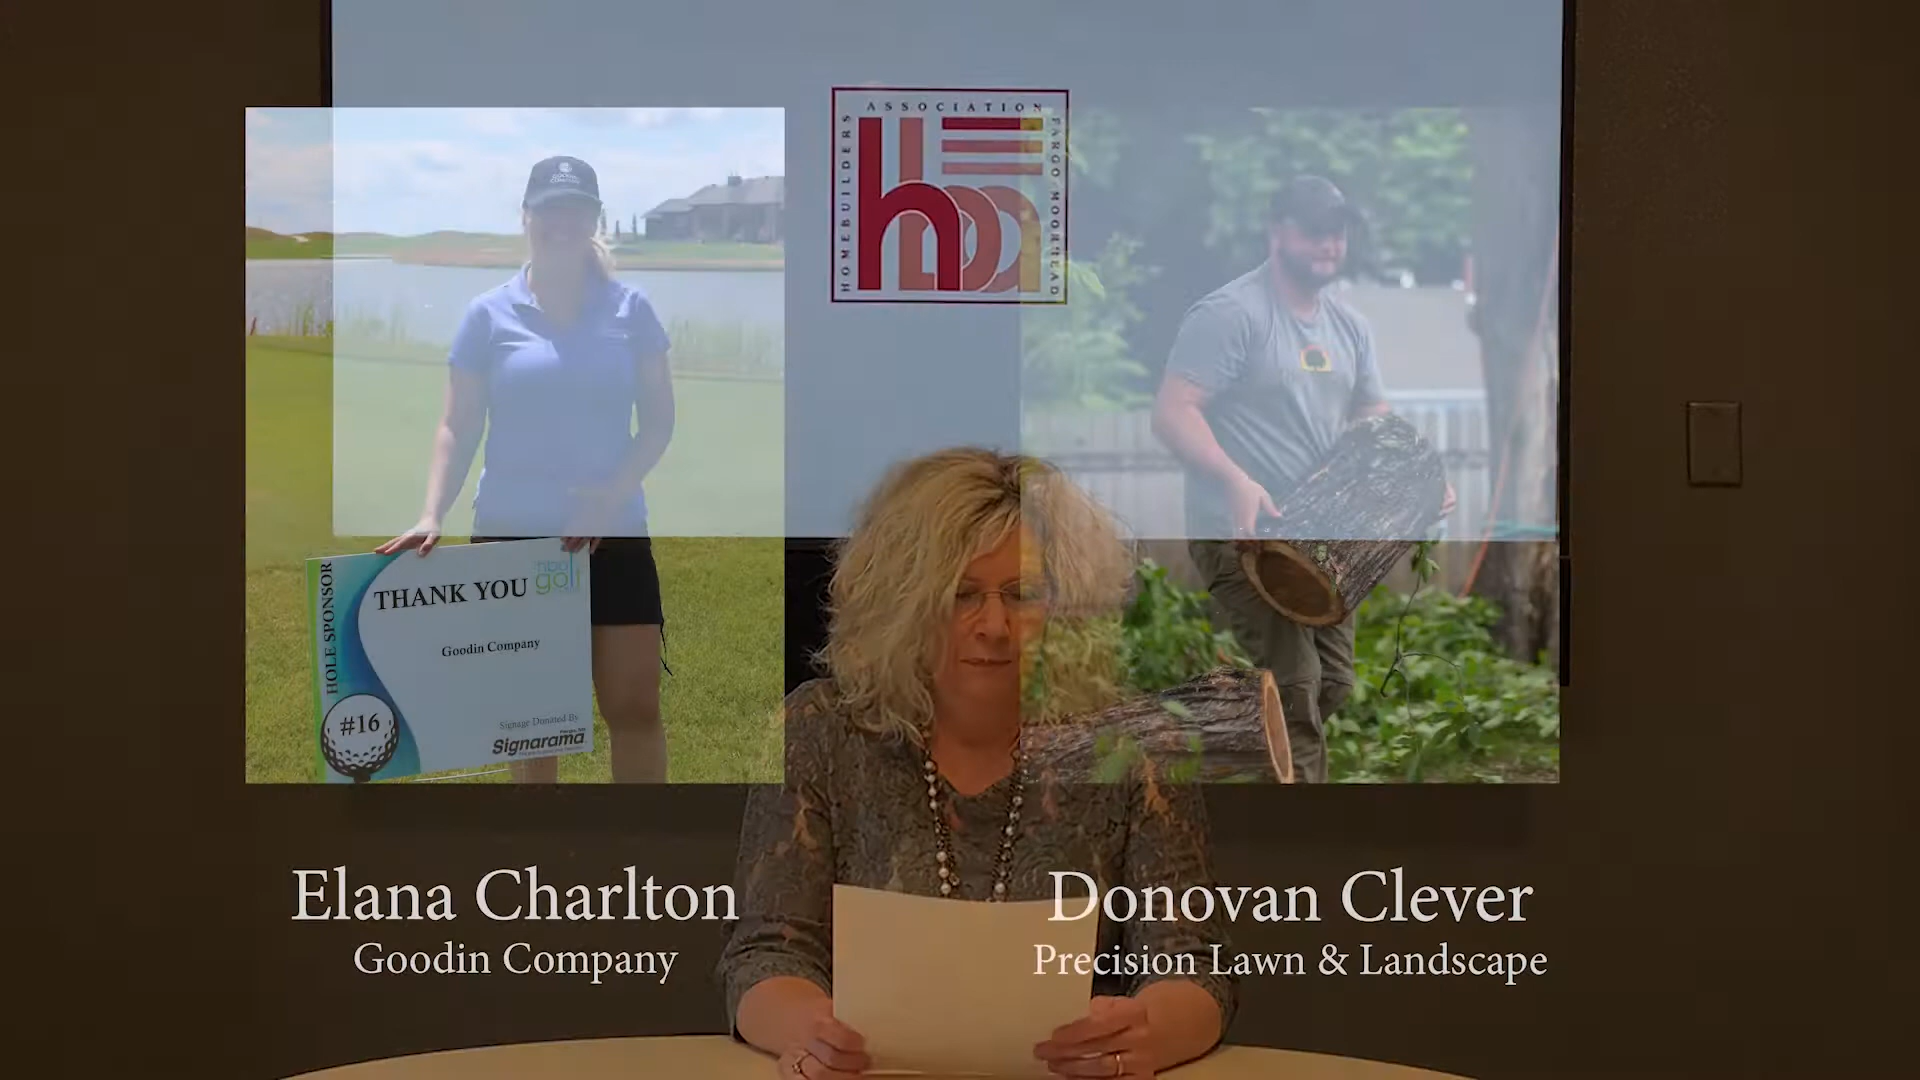 ASSOCIATION
HOMEBUILDERS
FARGO MOORHEAD
hba
HOLE SPONSOR
THANK YOU
hba
golf
Goodin Company
#16
Signage Donated By
Signarama
Elana Charlton
Goodin Company
Donovan Clever
Precision Lawn & Landscape